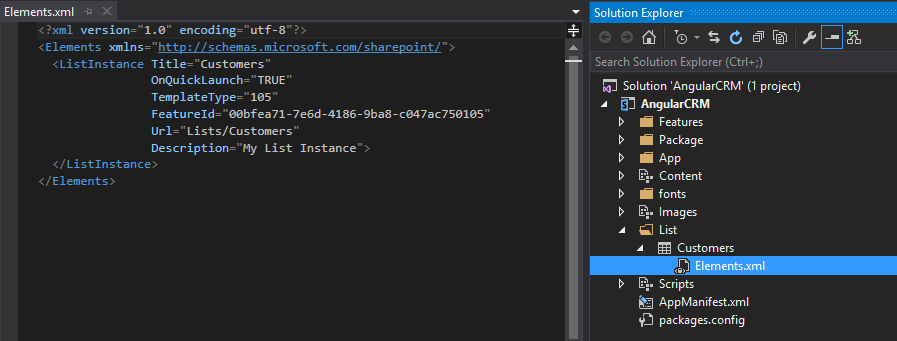 Elements.xml
<?xml version="1.0" encoding="utf-8"?>
<Elements xmlns="http://schemas.microsoft.com/sharepoint/">
<ListInstance Title="Customers"
OnQuickLaunch="TRUE"
TemplateType="105"
FeatureId="00bfea71-7e6d-4186-9ba8-c047ac750105"
Url="Lists/Customers"
Description="My List Instance">
</ListInstance>
</Elements>
Solution Explorer
Search Solution Explorer (Ctrl+;)
Solution 'AngularCRM' (1 project)
AngularCRM
Features
Package
App
Content
fonts
Images
List
Customers
Elements.xml
Scripts
AppManifest.xml
packages.config